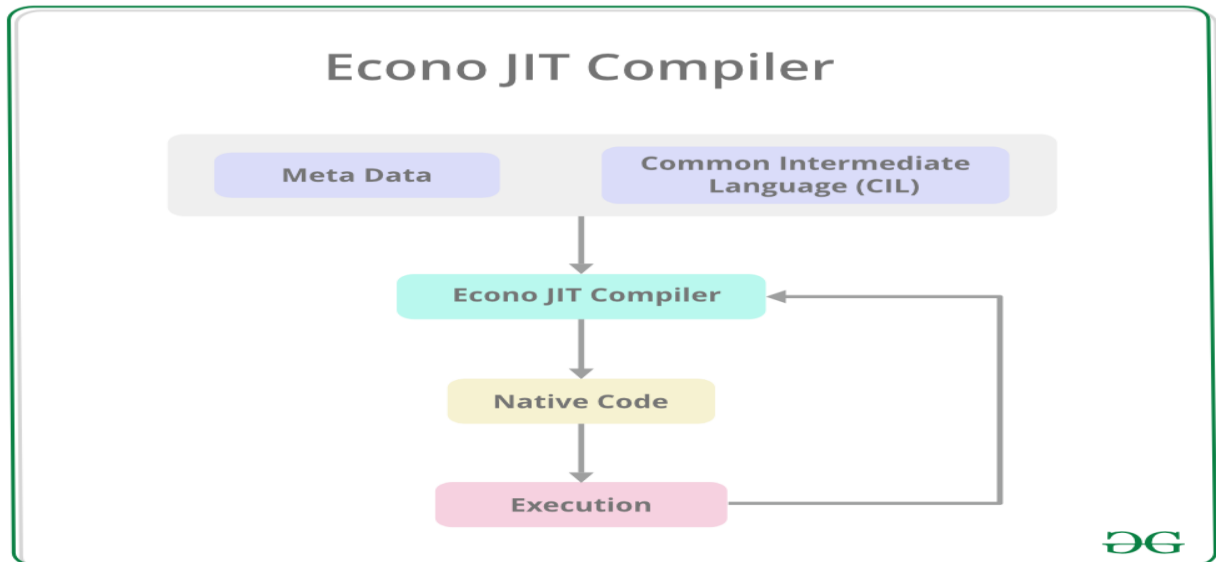 Econo JIT Compiler
Meta Data
Common Intermediate
Language (CIL)
Econo JIT Compiler
Native Code
Execution